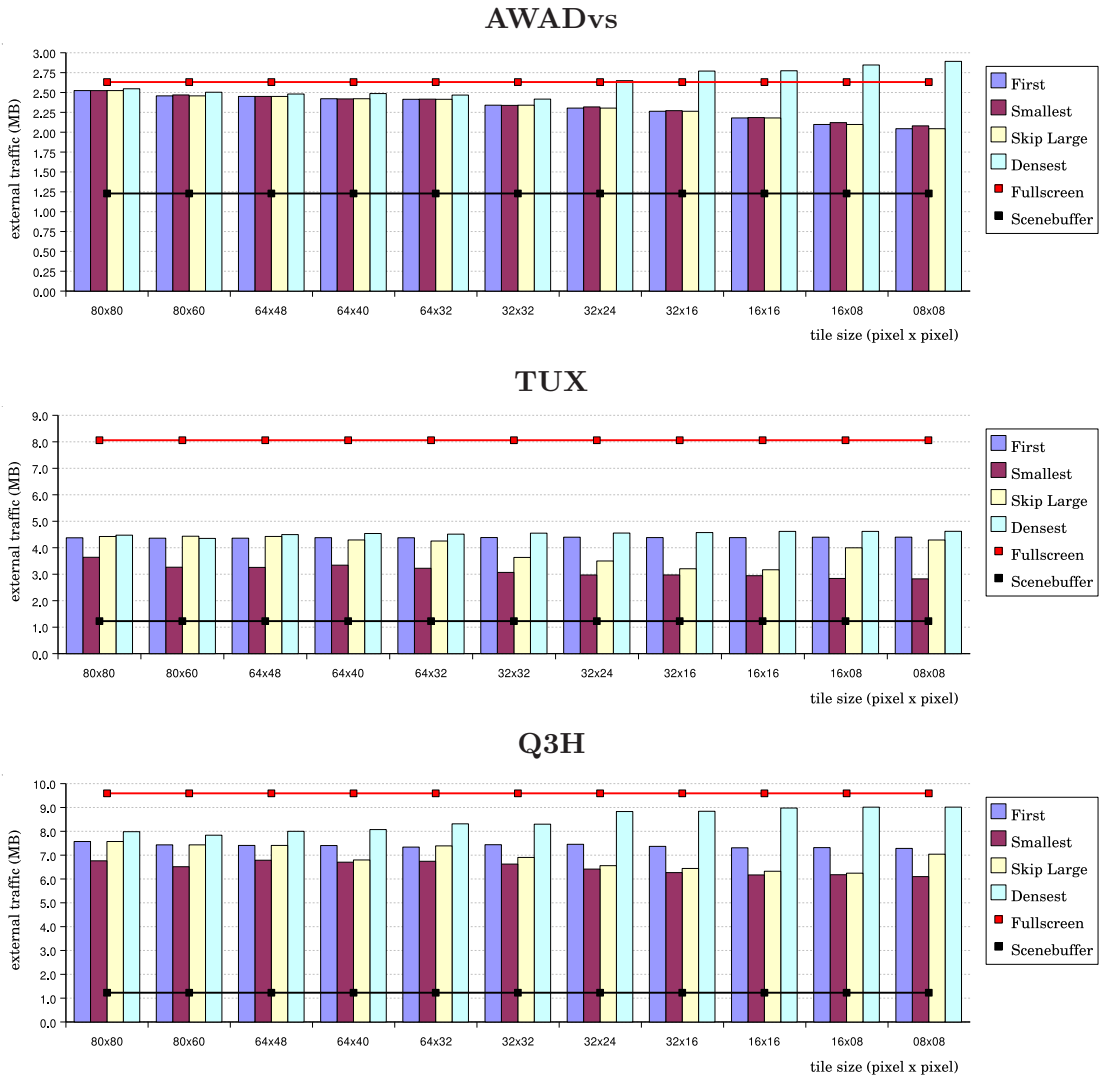 AWADvs
external traffic (MB)
3.00
2.75
2.50
2.25
2.00
1.75
1.50
1.25
1.00
0.75
0.50
0.25
0.00
80x80 80x60 64x48 64x40 64x32 32x32 32x24 32x16 16x16 16x08 08x08
tile size (pixel x pixel)
First
Smallest
Skip Large
Densest
Fullscreen
Scenebuffer
TUX
external traffic (MB)
9.0
8.0
7.0
6.0
5.0
4.0
3.0
2.0
1.0
0.0
80x80 80x60 64x48 64x40 64x32 32x32 32x24 32x16 16x16 16x08 08x08
tile size (pixel x pixel)
First
Smallest
Skip Large
Densest
Fullscreen
Scenebuffer
Q3H
external traffic (MB)
10.0
9.0
8.0
7.0
6.0
5.0
4.0
3.0
2.0
1.0
0.0
80x80 80x60 64x48 64x40 64x32 32x32 32x24 32x16 16x16 16x08 08x08
tile size (pixel x pixel)
First
Smallest
Skip Large
Densest
Fullscreen
Scenebuffer